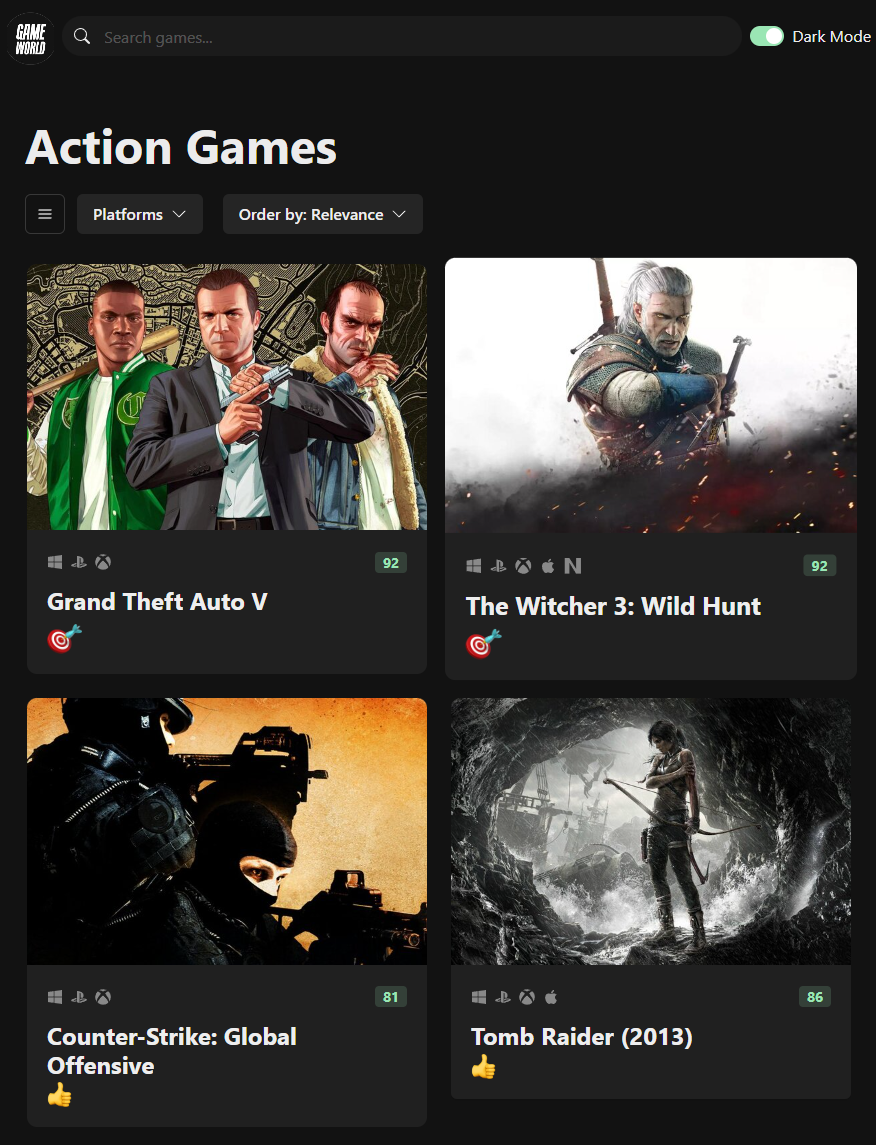 GAME
WORLD
Search games...
Dark Mode
Action Games
Platforms
Order by: Relevance
92
Grand Theft Auto V
92
The Witcher 3: Wild Hunt
81
Counter-Strike: Global
Offensive
86
Tomb Raider (2013)